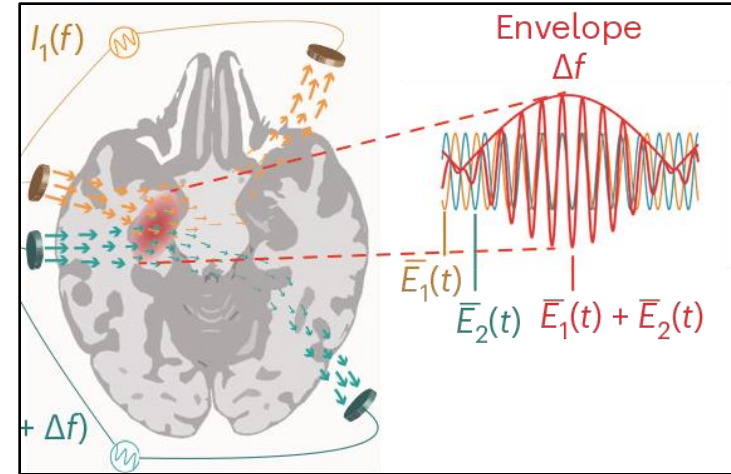 I₁(f)
Envelope
Δf
E̅₁(t)
E̅₂(t)
E̅₁(t) + E̅₂(t)
+ Δf)